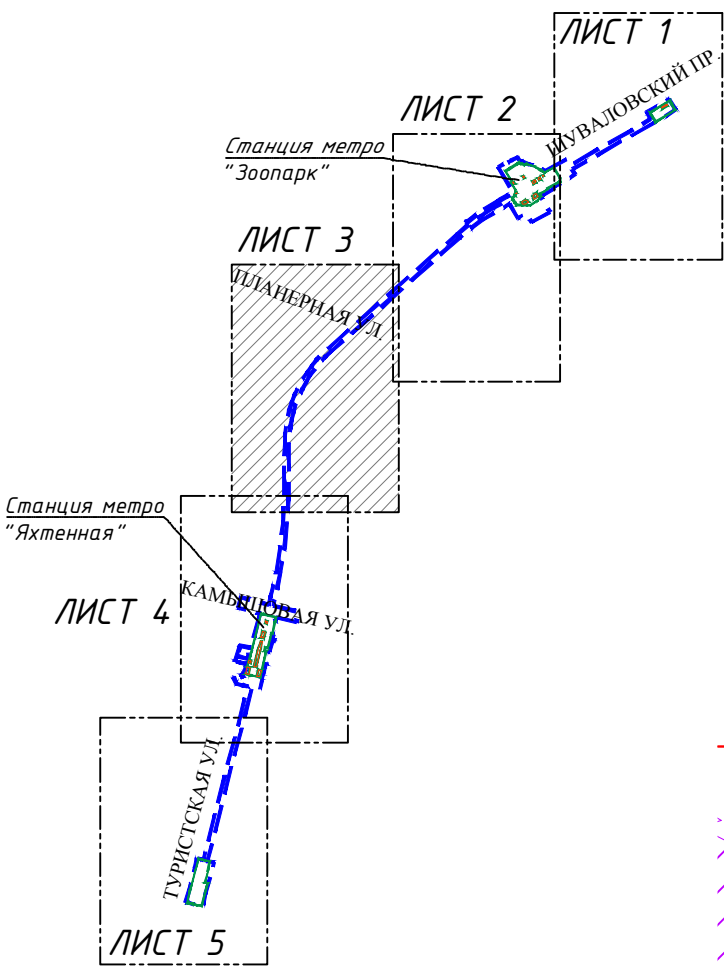 ЛИСТ 1
ШУВАЛОВСКИЙ ПР.
ЛИСТ 2
Станция метро
"Зоопарк"
ЛИСТ 3
ПЛАНЕРНАЯ УЛ.
Станция метро
"Яхтенная"
КАМЫШОВАЯ УЛ.
ЛИСТ 4
ТУРИСТСКАЯ УЛ.
ЛИСТ 5